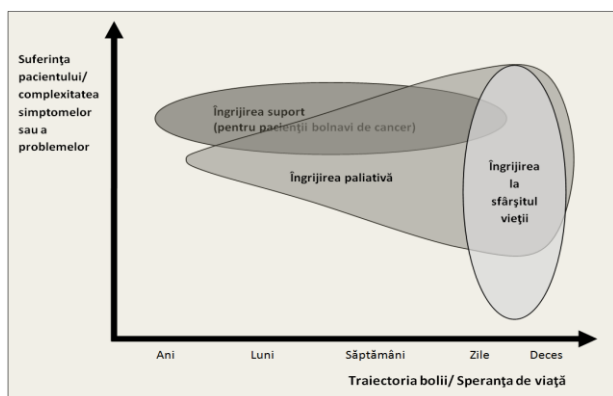 Suferința
pacientului/
complexitatea
simptomelor
sau a
problemelor
Îngrijirea suport
(pentru pacienții bolnavi de cancer)
Îngrijirea paliativă
Îngrijirea
la
sfârșitul
vieții
Ani Luni Săptămâni Zile Deces
Traiectoria bolii/ Speranța de viață